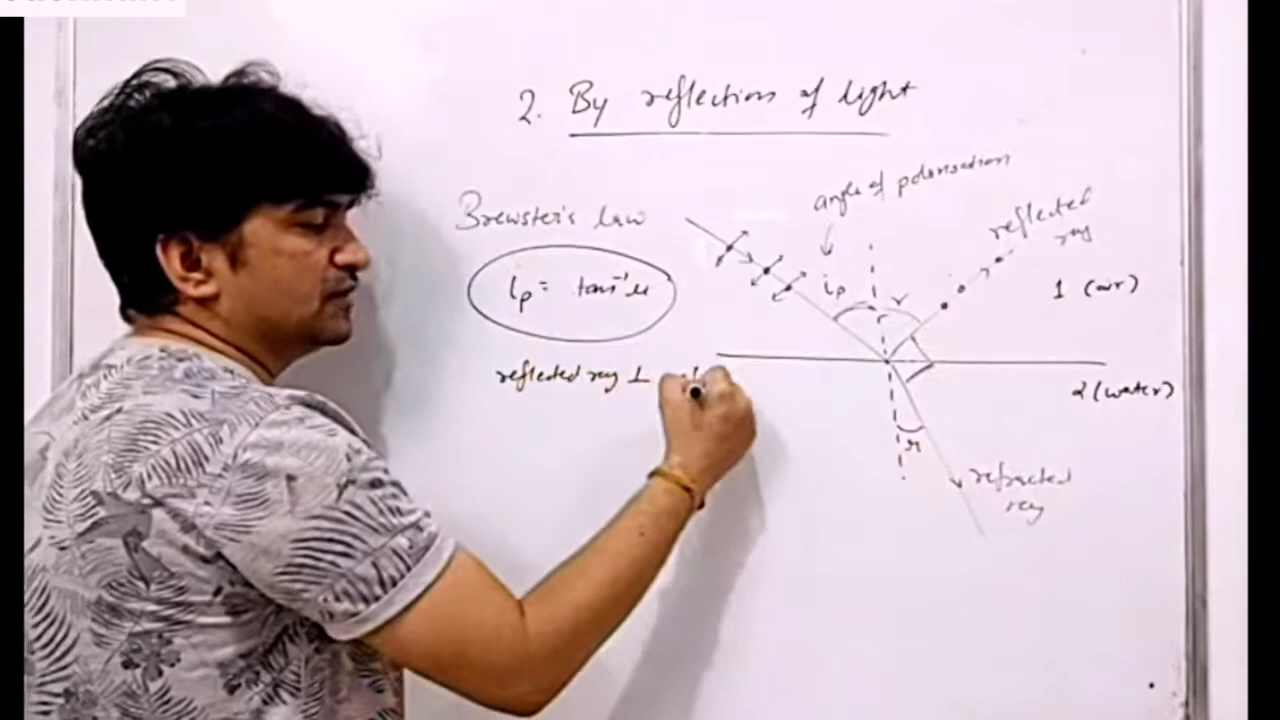 2. By reflection of light
angle of polarisation
Brewster's law
reflected
ray
iₚ = tan⁻¹μ
iₚ
r
1 (air)
reflected ray ⊥
2 (water)
r
refracted
ray